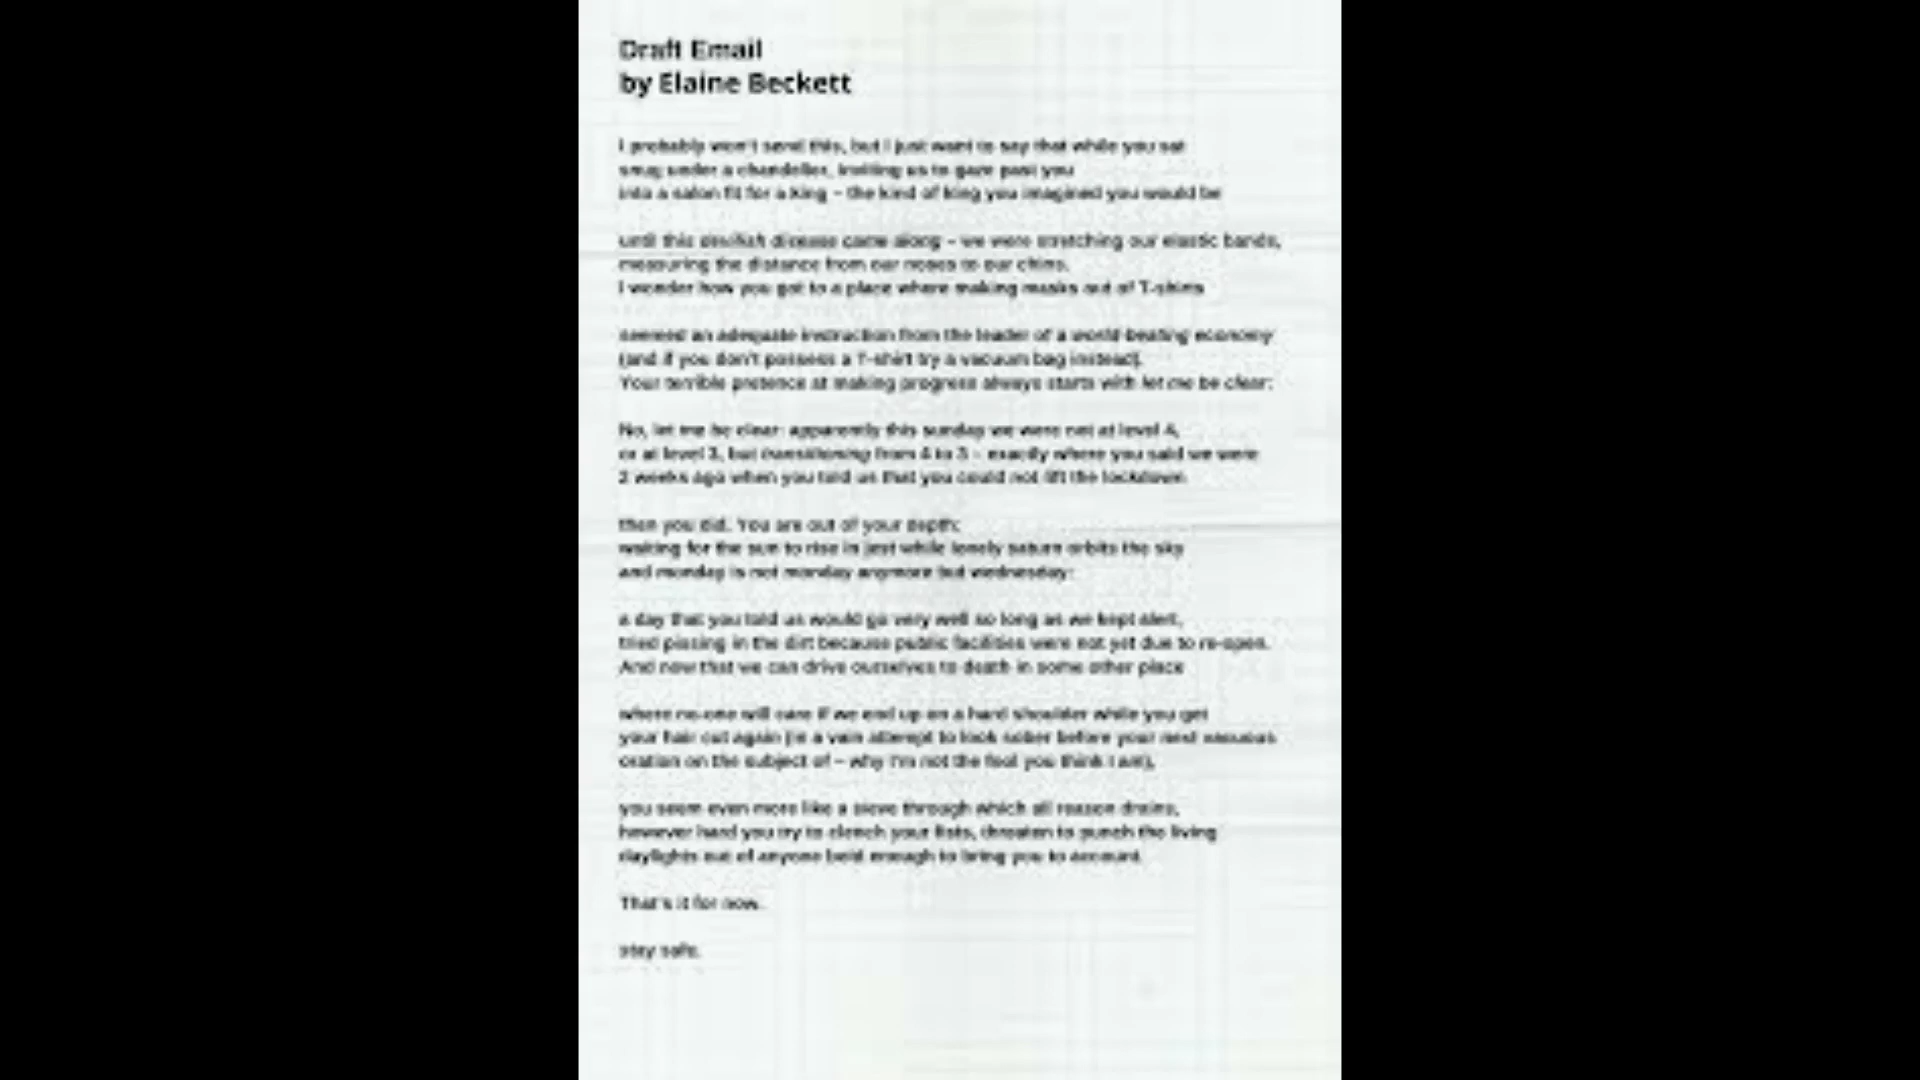 Draft Email
by Elaine Beckett
I probably won't send this, but I just want to say that while you sat
smug under a chandelier, inviting us to gaze past you
into a salon fit for a King – the kind of king you imagined you would be
until this devilish disease came along – we were stretching our elastic bands,
measuring the distance from our noses to our chins.
I wonder how you got to a place where making masks out of T-shirts
seemed an adequate instruction from the leader of a world-beating economy
(and if you don't possess a T-shirt try a vacuum bag instead).
Your terrible pretence at making progress always starts with let me be clear:
No, let me be clear: apparently this sunday we were not at level 4,
or at level 3, but transitioning from 4 to 3 – exactly where you said we were
2 weeks ago when you told us that you could not lift the lockdown
then you did. You are out of your depth;
waiting for the sun to rise in jest while lonely saturn orbits the sky
and monday is not monday anymore but wednesday:
a day that you told us would go very well so long as we kept alert,
tried pissing in the dirt because public facilities were not yet due to re-open.
And now that we can drive ourselves to death in some other place
where no-one will care if we end up on a hard shoulder while you get
your hair cut again (in a vain attempt to look sober before your next vacuous
oration on the subject of – why I'm not the fool you think I am),
you seem even more like a sieve through which all reason drains,
however hard you try to clench your fists, threaten to punch the living
daylights out of anyone bold enough to bring you to account.
That's it for now.
stay safe.